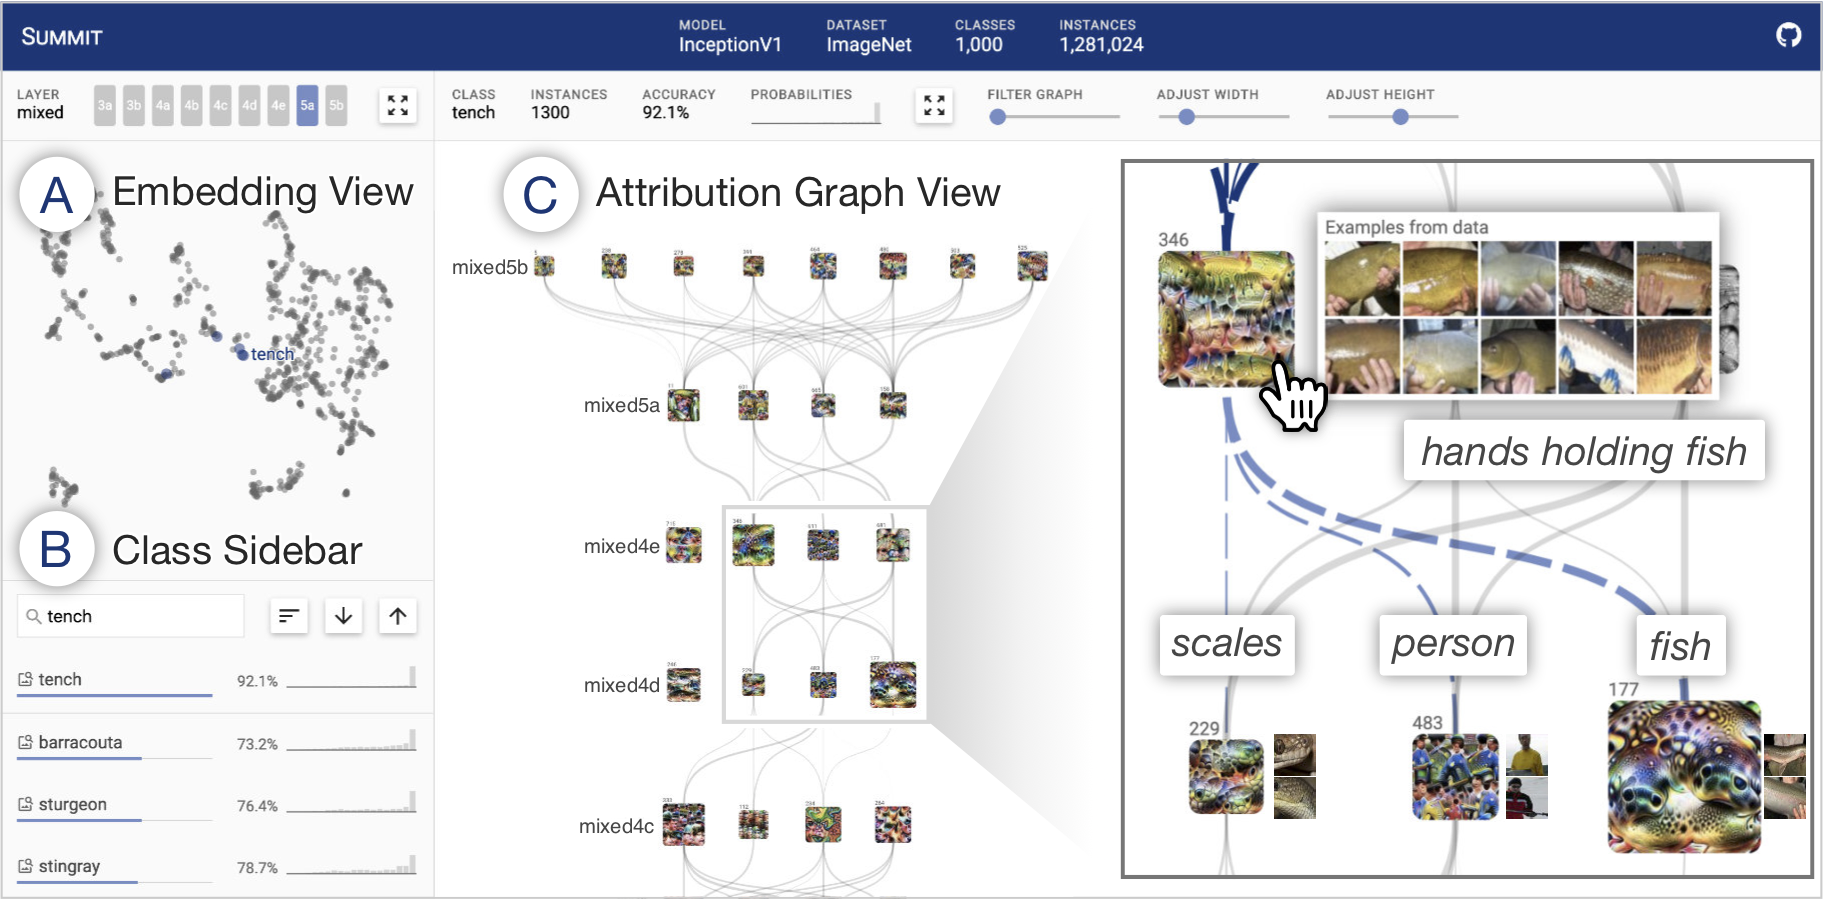 SUMMIT
MODEL
InceptionV1
DATASET
ImageNet
CLASSES
1,000
INSTANCES
1,281,024
LAYER
mixed
3a 3b 4a 4b 4c 4d 4e 5a 5b
CLASS
tench
INSTANCES
1300
ACCURACY
92.1%
PROBABILITIES
FILTER GRAPH
ADJUST WIDTH
ADJUST HEIGHT
A Embedding View
tench
B Class Sidebar
tench
tench 92.1%
barracouta 73.2%
sturgeon 76.4%
stingray 78.7%
C Attribution Graph View
mixed5b
mixed5a
mixed4e
mixed4d
mixed4c
346
Examples from data
hands holding fish
scales
person
fish
229
483
177